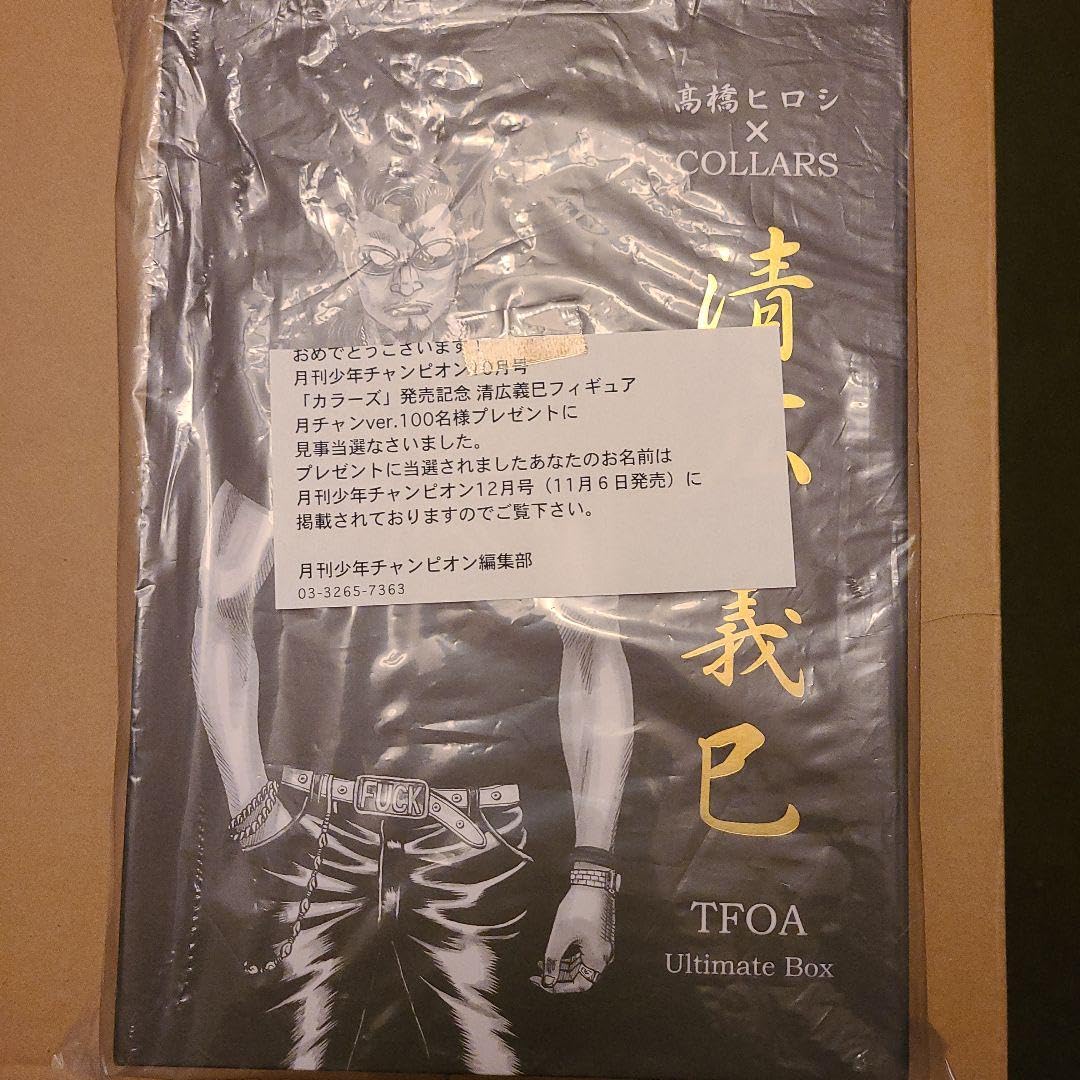 髙橋ヒロシ
×
COLLARS
清
義
巳
おめでとうございます！
月刊少年チャンピオン10月号
「カラーズ」発売記念 清広義巳フィギュア
月チャンver.100名様プレゼントに
見事当選なさいました。
プレゼントに当選されましたあなたのお名前は
月刊少年チャンピオン12月号（11月６日発売）に
掲載されておりますのでご覧下さい。
月刊少年チャンピオン編集部
03-3265-7363
FUCK
TFOA
Ultimate Box